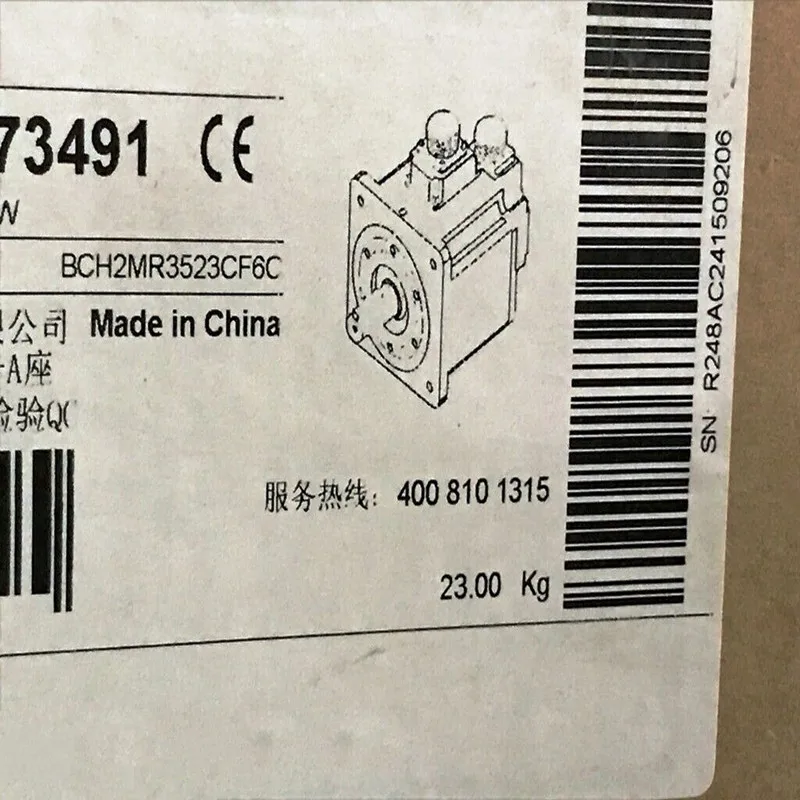 73491 CE
W
BCH2MR3523CF6C
限公司 Made in China
A座
检验QC
服务热线：400 810 1315
23.00 Kg
SN R248AC241509206